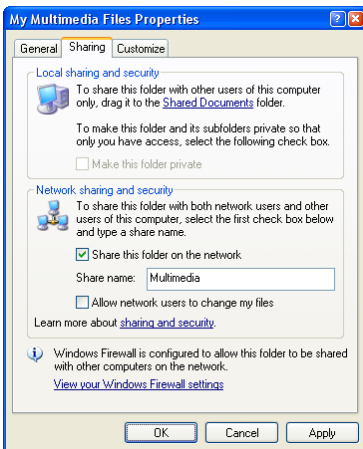 My Multimedia Files Properties
General Sharing Customize
Local sharing and security
To share this folder with other users of this computer
only, drag it to the Shared Documents folder.
To make this folder and its subfolders private so that
only you have access, select the following check box.
Make this folder private
Network sharing and security
To share this folder with both network users and other
users of this computer, select the first check box below
and type a share name.
Share this folder on the network
Share name: Multimedia
Allow network users to change my files
Learn more about sharing and security.
Windows Firewall is configured to allow this folder to be shared
with other computers on the network.
View your Windows Firewall settings
OK Cancel Apply